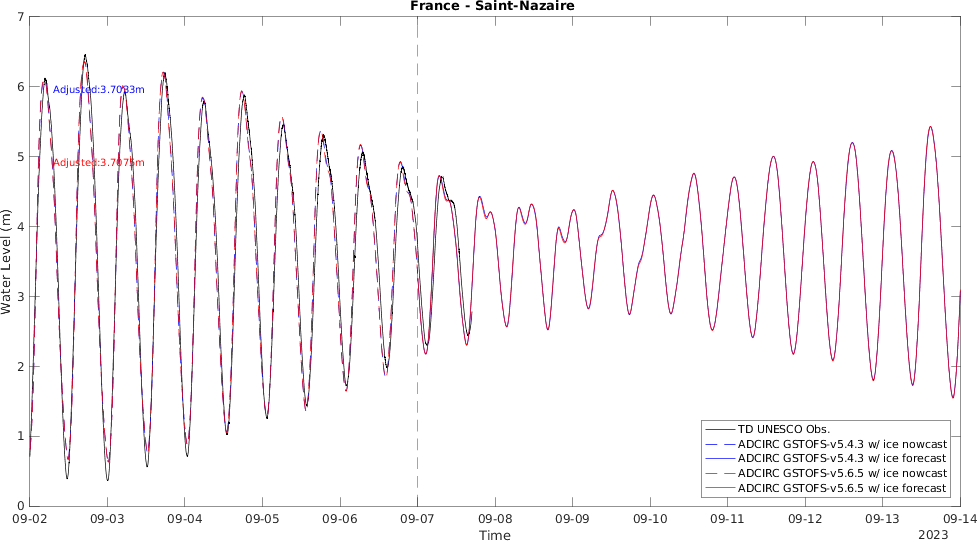 France - Saint-Nazaire
Water Level (m)
7
6
5
4
3
2
1
0
Adjusted:3.7033m
Adjusted:3.7075m
TD UNESCO Obs.
ADCIRC GSTOFS-v5.4.3 w/ ice nowcast
ADCIRC GSTOFS-v5.4.3 w/ ice forecast
ADCIRC GSTOFS-v5.6.5 w/ ice nowcast
ADCIRC GSTOFS-v5.6.5 w/ ice forecast
09-02 09-03 09-04 09-05 09-06 09-07 09-08 09-09 09-10 09-11 09-12 09-13 09-14
Time
2023